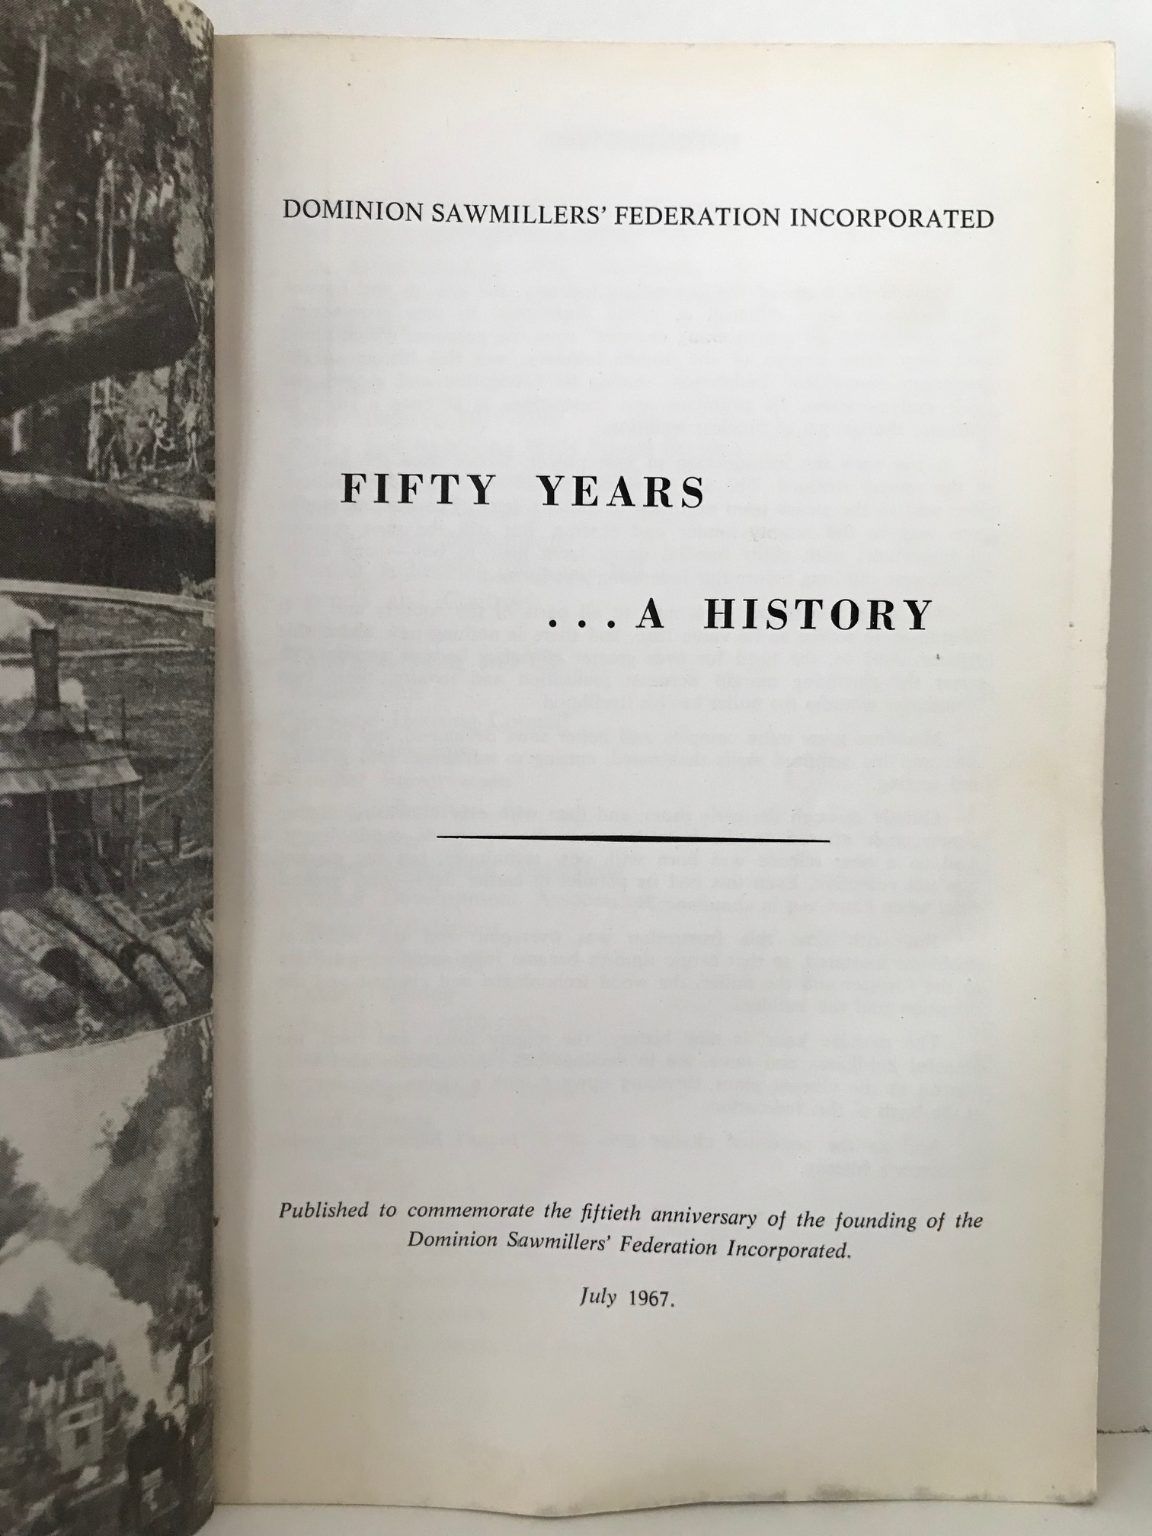 DOMINION SAWMILLERS’ FEDERATION INCORPORATED
FIFTY YEARS
. . . A HISTORY
Published to commemorate the fiftieth anniversary of the founding of the
Dominion Sawmillers’ Federation Incorporated.
July 1967.